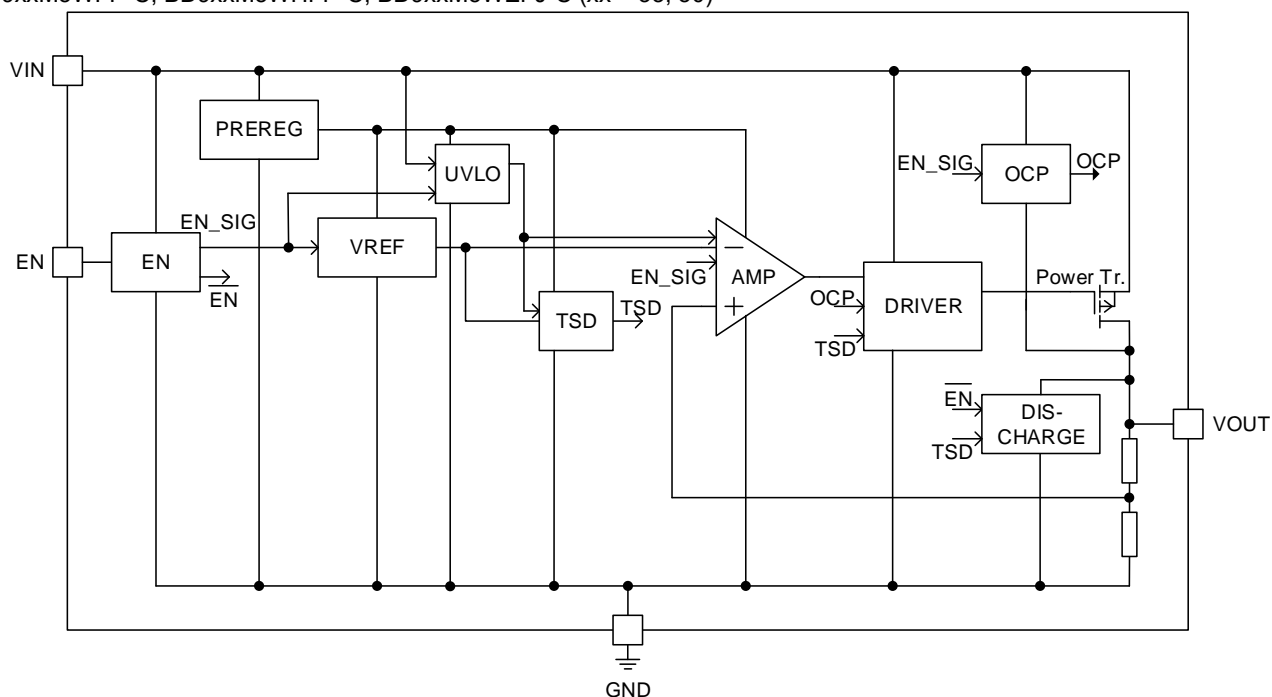 VIN
PREREG
UVLO
EN_SIG
OCP
OCP
EN_SIG
VREF
EN
EN
EN
EN_SIG
AMP
Power Tr.
TSD
TSD
OCP
DRIVER
TSD
EN
DIS-
CHARGE
TSD
VOUT
GND